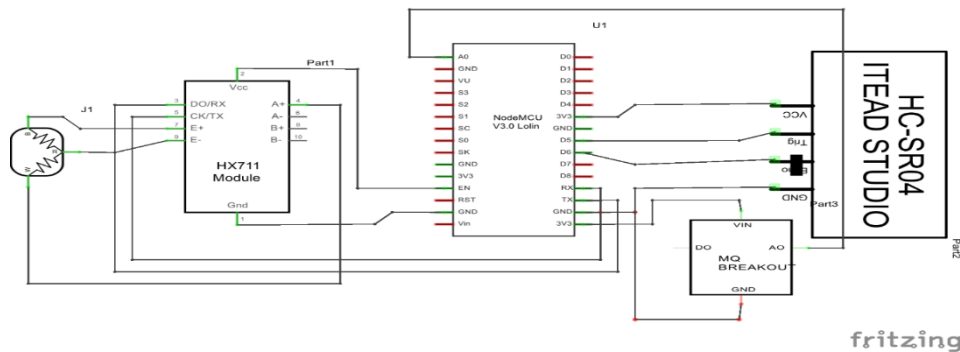 U1
Part1
J1
2
Vcc
3
DO/RX
5
CK/TX
7
E+
9
E-
A+
4
A-
6
B+
8
B-
10
HX711
Module
Gnd
1
A0
GND
VU
S3
S2
S1
SC
S0
SK
GND
3V3
EN
RST
GND
Vin
NodeMCU
V3.0 Lolin
D0
D1
D2
D3
D4
3V3
GND
D5
D6
D7
D8
RX
TX
GND
3V3
VCC
Trig
GND
HC-SR04
ITEAD STUDIO
Part3
Part2
VIN
DO
AO
MQ
BREAKOUT
GND
fritzing